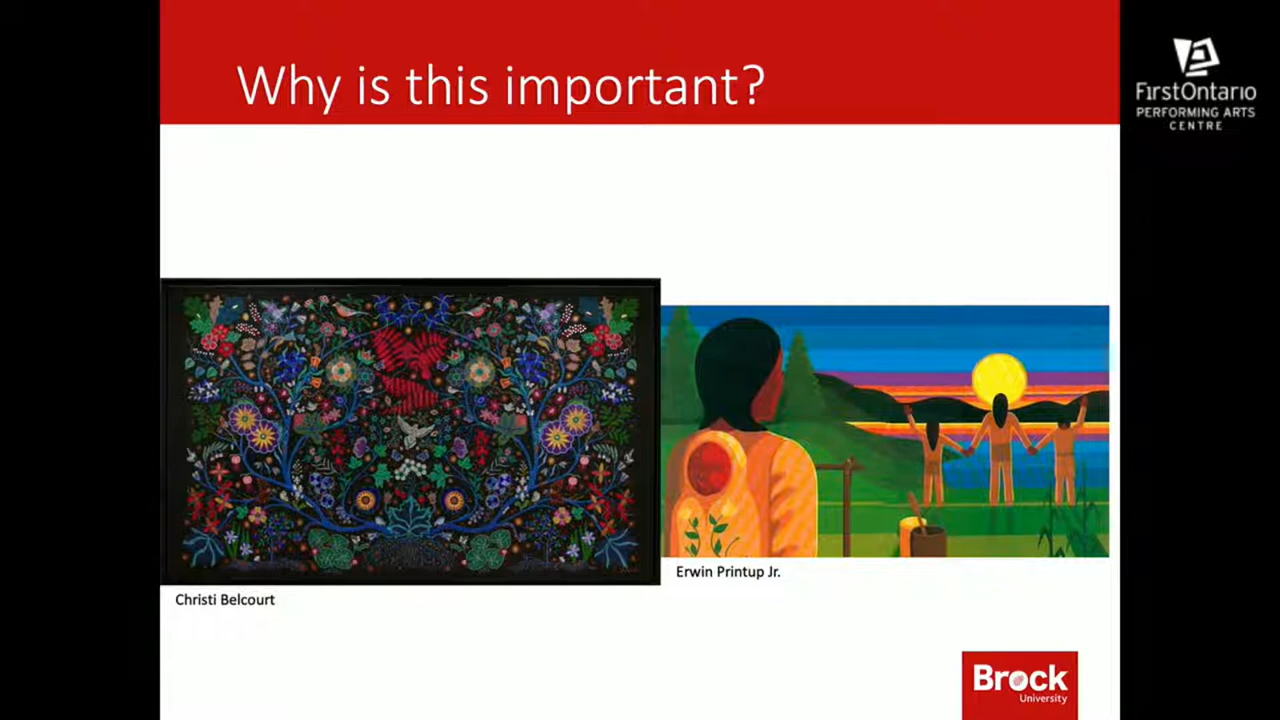 Why is this important?
FirstOntario
PERFORMING ARTS
CENTRE
Erwin Printup Jr.
Christi Belcourt
Brock
University